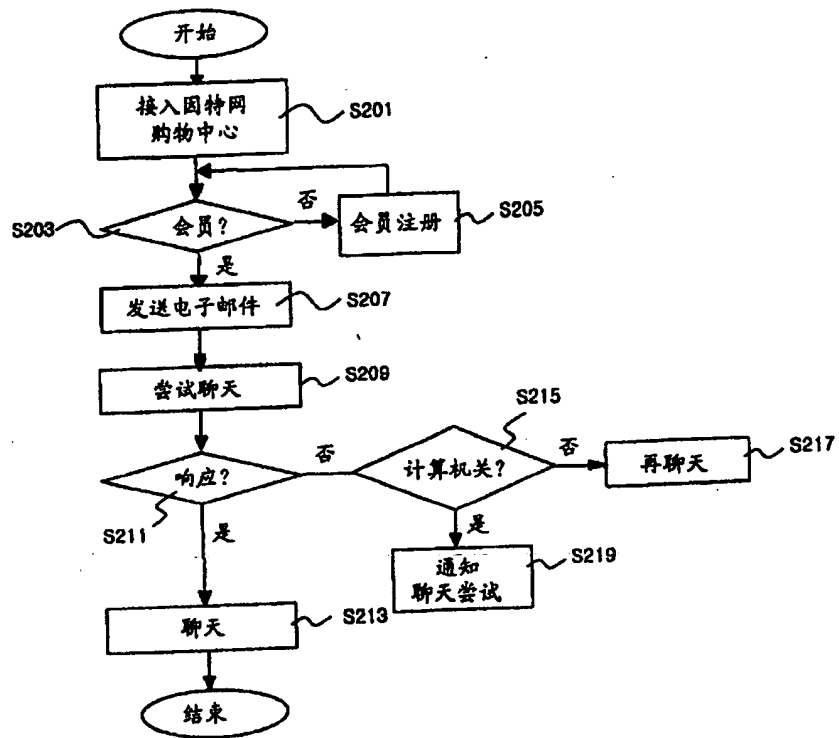 开始
接入因特网
购物中心
S201
会员?
S203
否
会员注册
S205
是
发送电子邮件
S207
尝试聊天
S209
响应?
S211
否
计算机关?
S215
否
再聊天
S217
是
是
通知
聊天尝试
S219
聊天
S213
结束